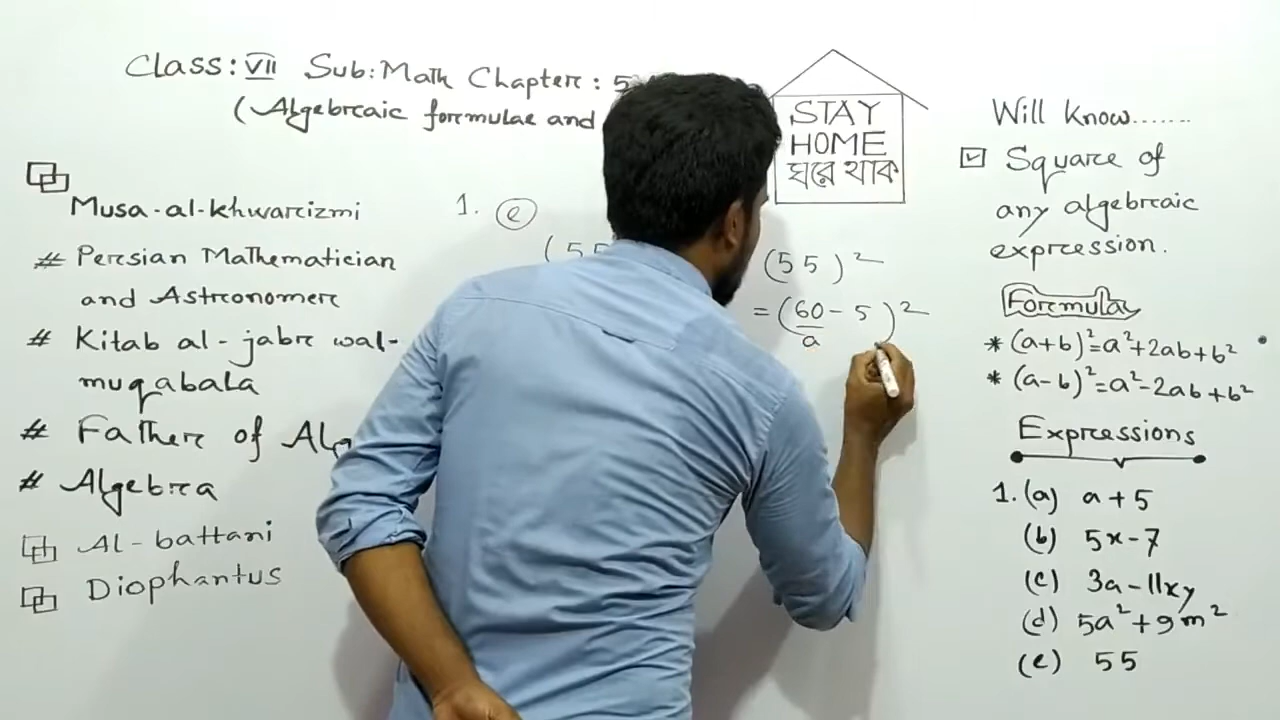 Class: VII Sub: Math Chapter: 5
(Algebraic formulae and
Musa-al-khwarizmi
# Persian Mathematician
and Astronomer
# Kitab al-jabr wal-
muqabala
# Father of Alg
# Algebra
Al-battani
Diophantus
1. (e)
(55
STAY
HOME
ঘরে থাক
(55)²
=(60-5)²
a
Will know.......
Square of
any algebraic
expression.
Formula
* (a+b)²=a²+2ab+b²
* (a-b)²=a²-2ab+b²
Expressions
1. (a) a+5
(b) 5x-7
(c) 3a-11xy
(d) 5a²+9m²
(e) 55